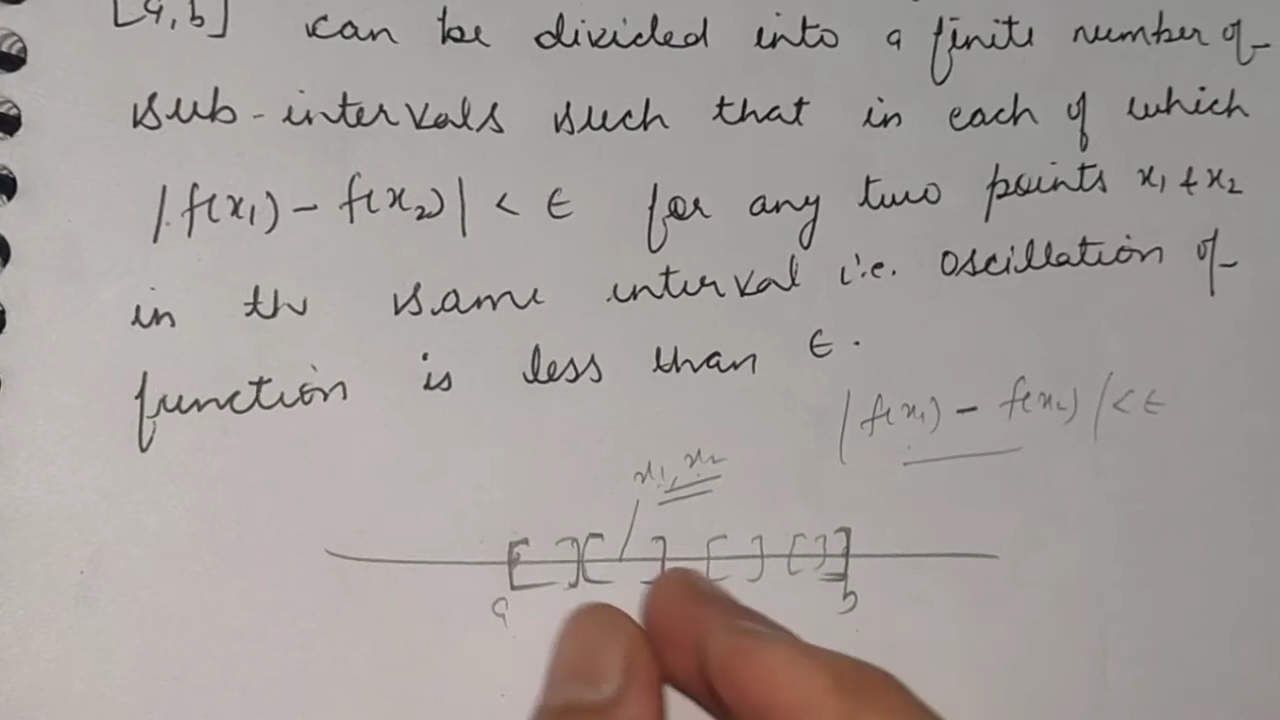 [a, b] can be divided into a finite number of
sub-intervals such that in each of which
|f(x₁) - f(x₂)| < ϵ for any two points x₁ & x₂
in the same interval i.e. oscillation of
function is less than ϵ.
|f(x₁) - f(x₂)| < ϵ
x₁, x₂
[ ] [ ] [ ] [ ] ]
a b